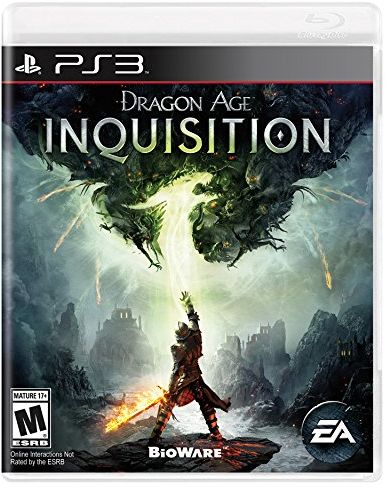 PS3
DRAGON AGE
INQUISITION
MATURE 17+
M
ESRB
Online Interactions Not
Rated by the ESRB
BIOWARE
EA